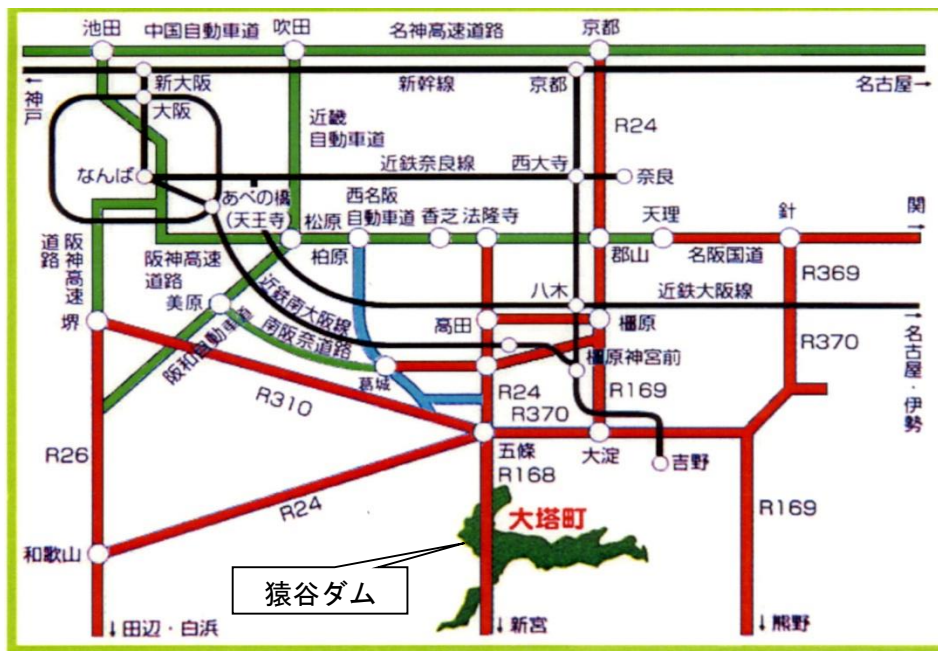 池田
中国自動車道
吹田
名神高速道路
京都
←神戸
新大阪
新幹線
京都
名古屋→
大阪
近畿
自動車道
R24
なんば
近鉄奈良線
西大寺
奈良
あべの橋
(天王寺)
松原
西名阪
自動車道
香芝
法隆寺
天理
針
関
阪神高速
道路
阪神高速
道路
柏原
郡山
名阪国道
R369
美原
近鉄南大阪線
八木
近鉄大阪線
堺
阪和自動車道
南阪奈道路
高田
橿原
R370
→名古屋・伊勢
葛城
橿原神宮前
R310
R24
R169
R370
R26
五條
大淀
吉野
R168
R24
大塔町
R169
和歌山
猿谷ダム
↓田辺・白浜
↓新宮
↓熊野